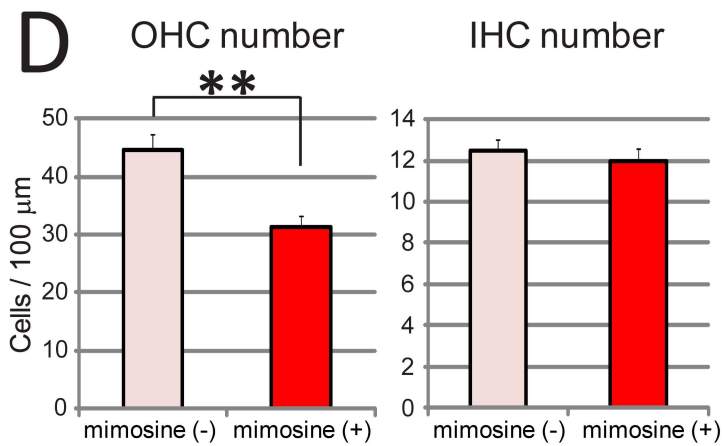 D
OHC number
IHC number
**
Cells / 100 μm
50
40
30
20
10
0
mimosine (-)
mimosine (+)
14
12
10
8
6
4
2
0
mimosine (-)
mimosine (+)